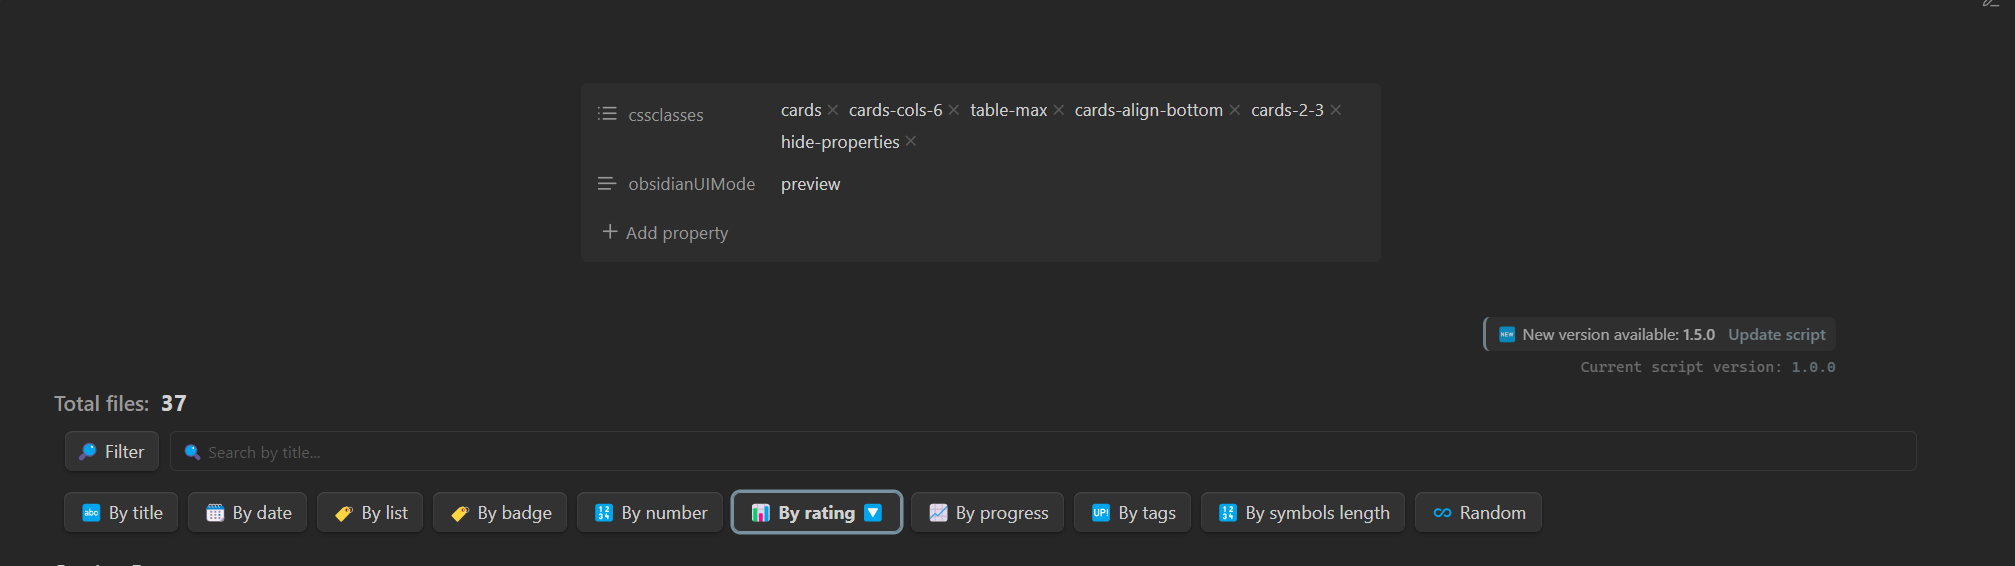 cssclasses cards cards-cols-6 table-max cards-align-bottom cards-2-3
hide-properties
obsidianUIMode preview
Add property
New version available: 1.5.0 Update script
Current script version: 1.0.0
Total files: 37
Filter Search by title...
By title By date By list By badge By number By rating By progress By tags By symbols length Random